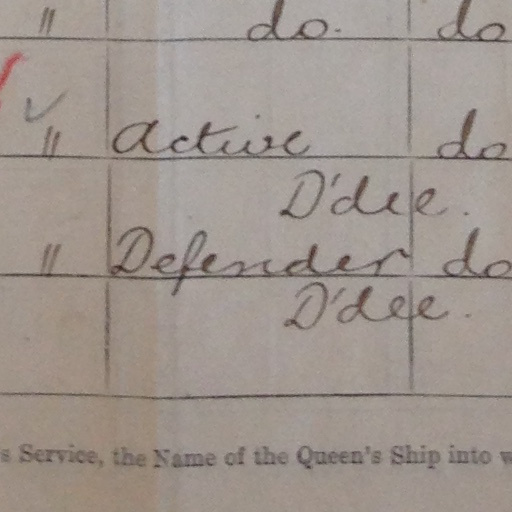 " do. do
" Active do
D'dee.
" Defender do
D'dee.
s Service, the Name of the Queen's Ship into w